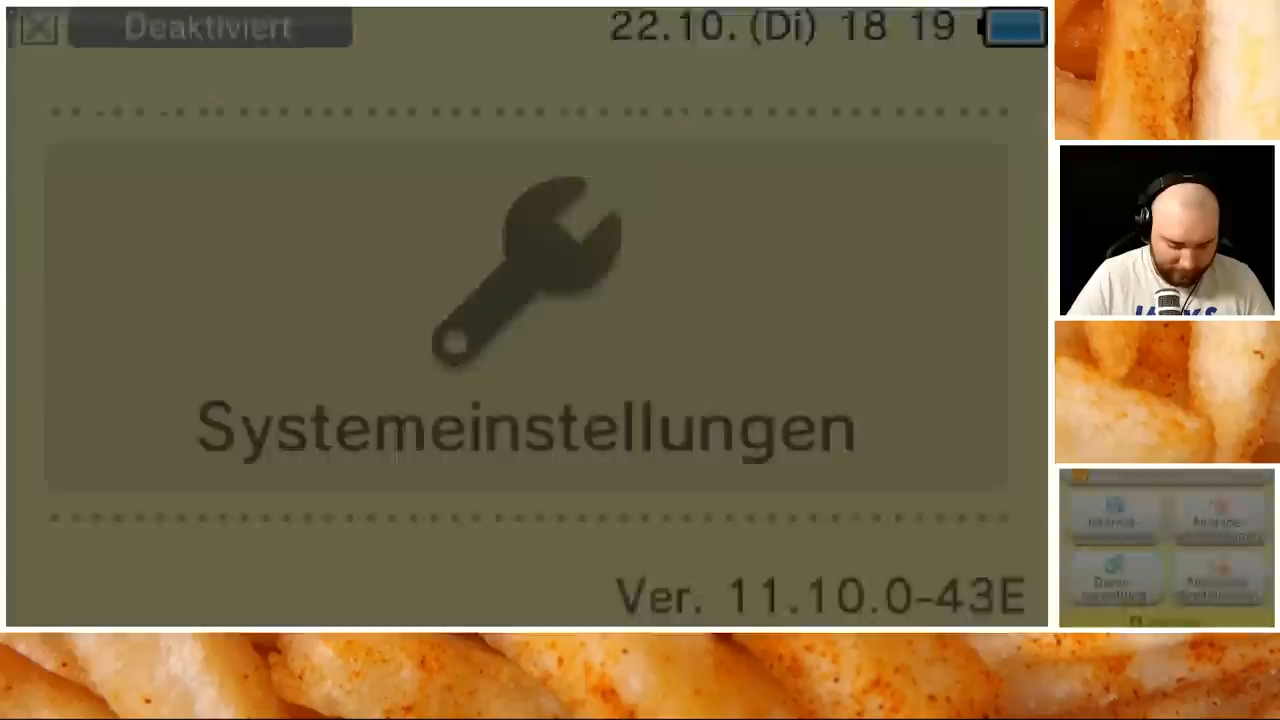 Deaktiviert
22.10. (Di) 18 19
Systemeinstellungen
Ver. 11.10.0-43E